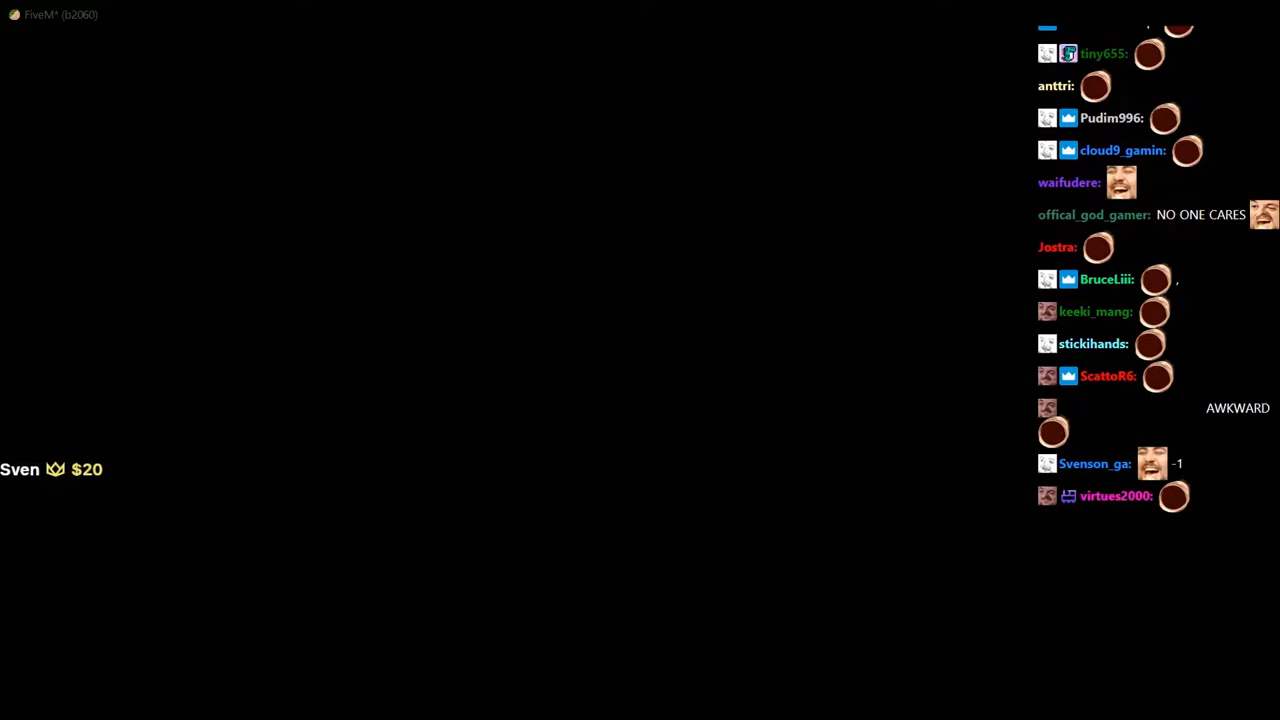 FiveM* (b2060)
tiny655:
anttri:
Pudim996:
cloud9_gamin:
waifudere:
offical_god_gamer: NO ONE CARES
Jostra:
BruceLiii: ,
keeki_mang:
stickihands:
ScattoR6:
AWKWARD
Svenson_ga: -1
Sven $20
virtues2000: